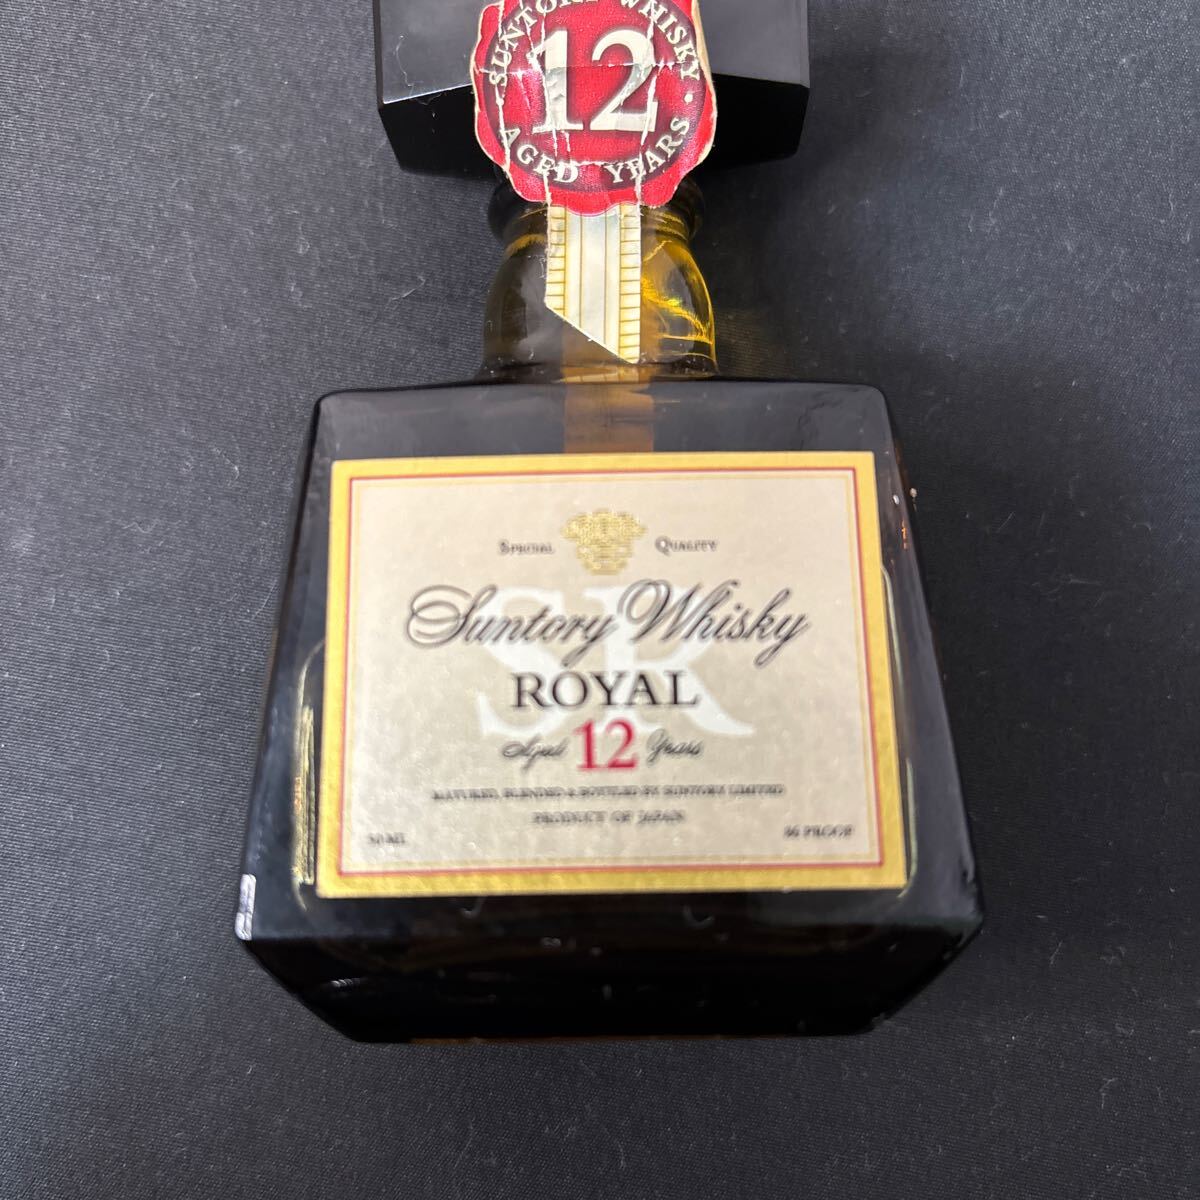 SUNTORY WHISKY
12
AGED YEARS
SPECIAL QUALITY
SR
Suntory Whisky
ROYAL
Aged 12 Years
MATURED, BLENDED & BOTTLED BY SUNTORY LIMITED
PRODUCT OF JAPAN
50 ML 86 PROOF